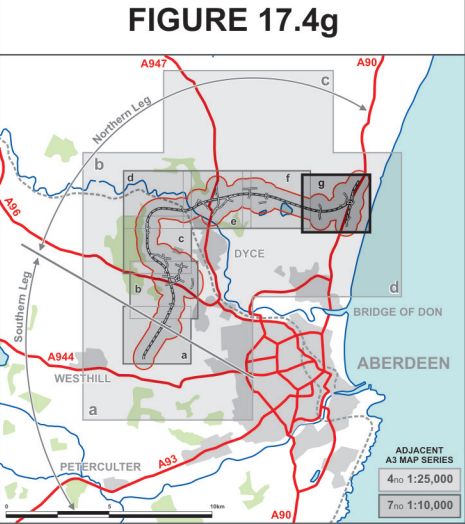 FIGURE 17.4g
A947
A90
c
Northern Leg
b
d
f
g
A96
e
c
DYCE
Southern Leg
b
d
BRIDGE OF DON
a
A944
ABERDEEN
WESTHILL
a
ADJACENT
A3 MAP SERIES
PETERCULTER
A93
4no 1:25,000
7no 1:10,000
0 5 10km
A90